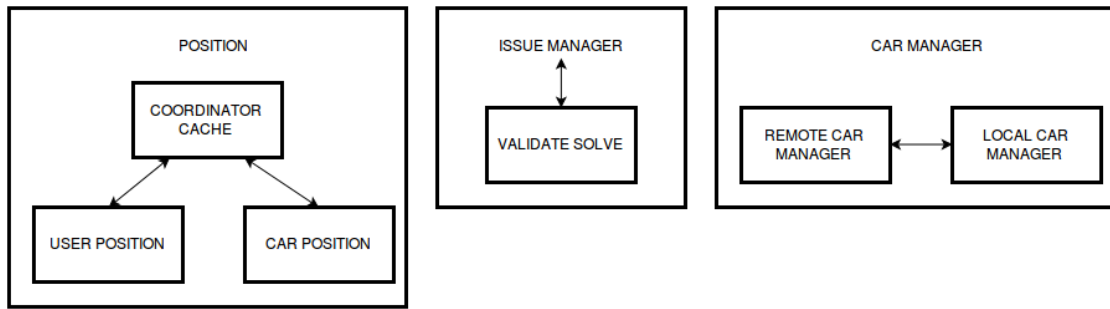 POSITION
COORDINATOR
CACHE
USER POSITION
CAR POSITION
ISSUE MANAGER
VALIDATE SOLVE
CAR MANAGER
REMOTE CAR
MANAGER
LOCAL CAR
MANAGER